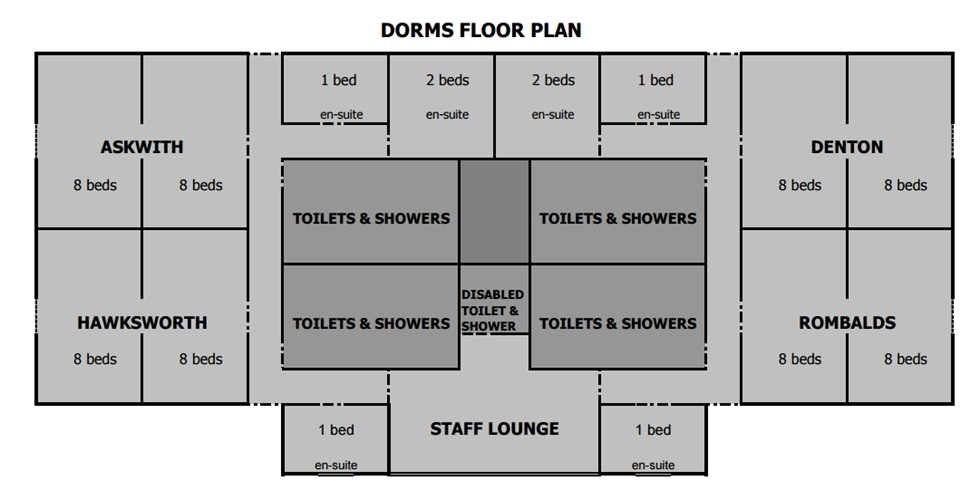 DORMS FLOOR PLAN
1 bed
en-suite
2 beds
en-suite
2 beds
en-suite
1 bed
en-suite
ASKWITH
8 beds
8 beds
DENTON
8 beds
8 beds
TOILETS & SHOWERS
TOILETS & SHOWERS
HAWKSWORTH
8 beds
8 beds
TOILETS & SHOWERS
DISABLED
TOILET &
SHOWER
TOILETS & SHOWERS
ROMBALDS
8 beds
8 beds
1 bed
en-suite
STAFF LOUNGE
1 bed
en-suite